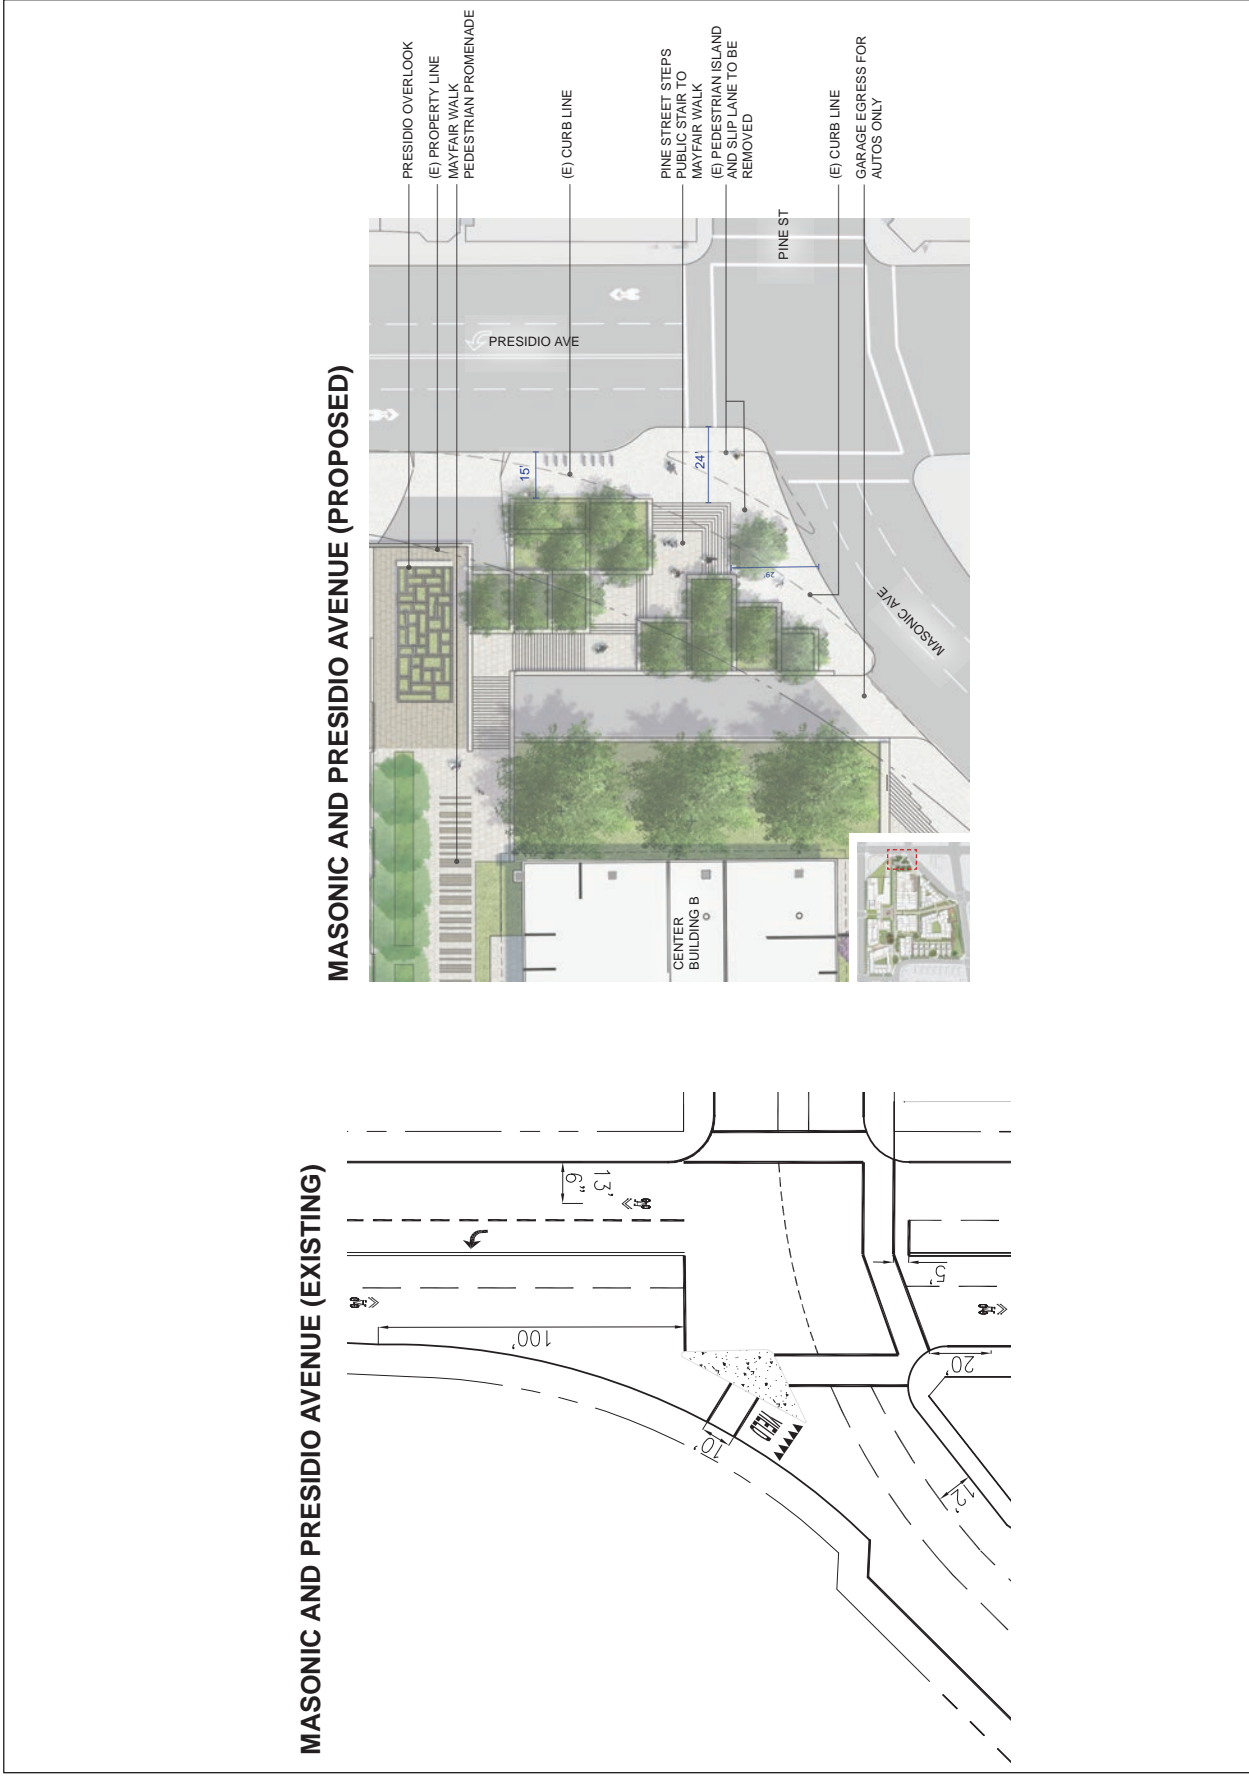 MASONIC AND PRESIDIO AVENUE (EXISTING)
100'
13'
6"
10'
YIELD
5'
20'
12'
MASONIC AND PRESIDIO AVENUE (PROPOSED)
PRESIDIO OVERLOOK
(E) PROPERTY LINE
MAYFAIR WALK
PEDESTRIAN PROMENADE
(E) CURB LINE
PINE STREET STEPS
PUBLIC STAIR TO
MAYFAIR WALK
(E) PEDESTRIAN ISLAND
AND SLIP LANE TO BE
REMOVED
(E) CURB LINE
GARAGE EGRESS FOR
AUTOS ONLY
PRESIDIO AVE
PINE ST
MASONIC AVE
15'
24'
29'
CENTER
BUILDING B